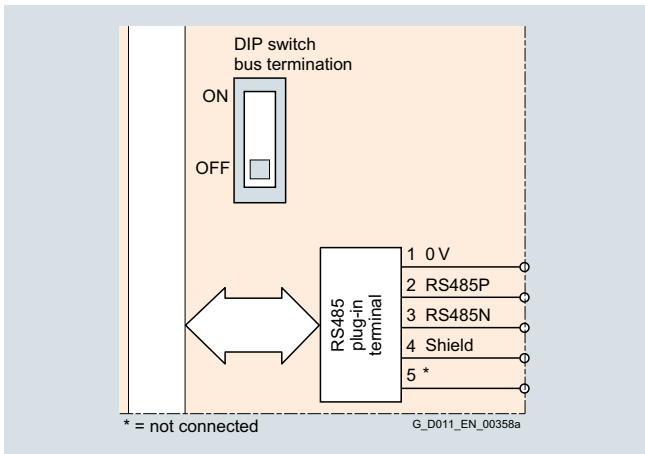 DIP switch
bus termination
ON
OFF
RS485
plug-in
terminal
1 0 V
2 RS485P
3 RS485N
4 Shield
5 *
* = not connected
G_D011_EN_00358a